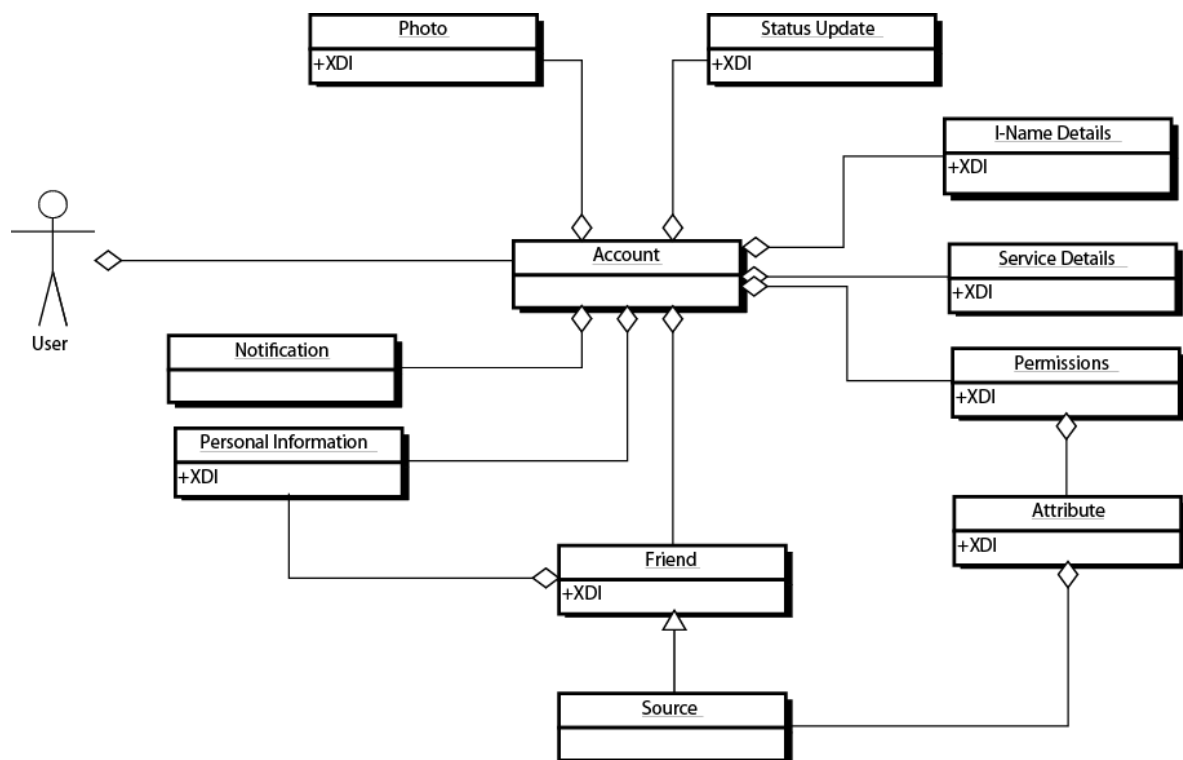 Photo
+XDI
Status Update
+XDI
I-Name Details
+XDI
Account
Service Details
+XDI
User
Notification
Permissions
+XDI
Personal Information
+XDI
Attribute
+XDI
Friend
+XDI
Source